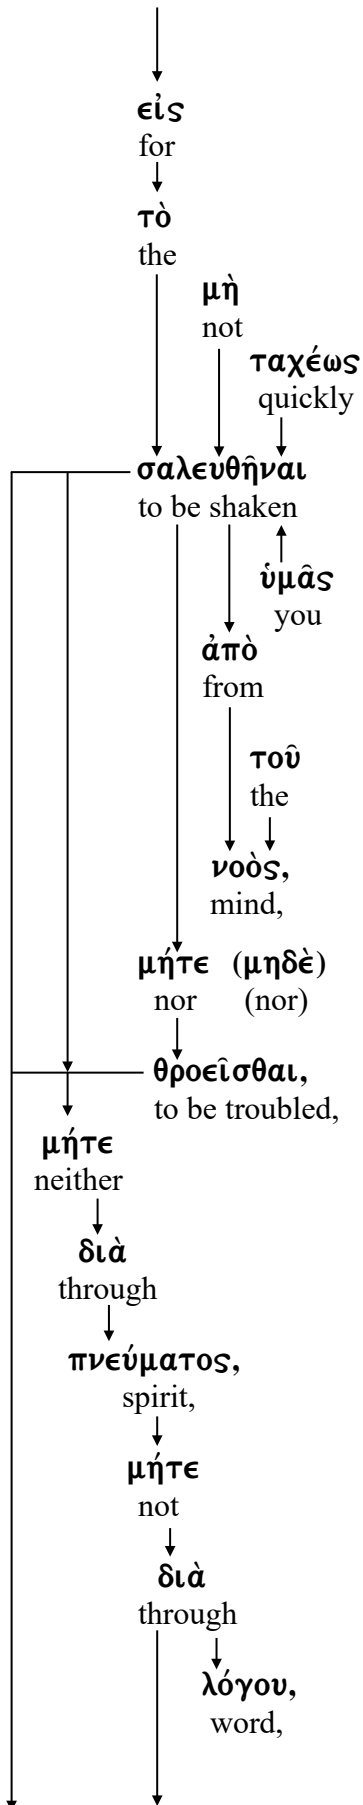 εἰς
for
τὸ
the
μὴ
not
ταχέως
quickly
σαλευθῆναι
to be shaken
ὑμᾶς
you
ἀπὸ
from
τοῦ
the
νοὸς,
mind,
μήτε (μηδὲ)
nor (nor)
θροεῖσθαι,
to be troubled,
μήτε
neither
διὰ
through
πνεύματος,
spirit,
μήτε
not
διὰ
through
λόγου,
word,